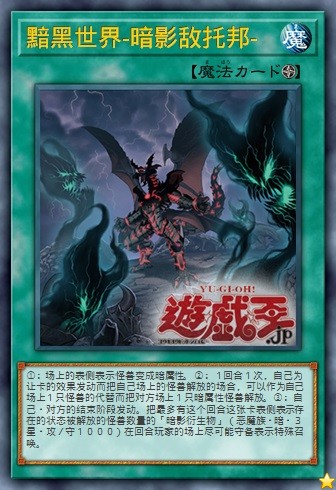 黯黑世界-暗影敌托邦-
魔
【魔法カード】
YU-GI-OH!
遊戯王.JP
①：场上的表侧表示怪兽变成暗属性。②：1回合1次，自己为
让卡的效果发动而把自己场上的怪兽解放的场合，可以作为自己
场上1只怪兽的代替而把对方场上1只暗属性怪兽解放。③：自
己·对方的结束阶段发动。把最多有这个回合这张卡表侧表示存
在的状态被解放的怪兽数量的「暗影衍生物」（恶魔族·暗·3
星·攻/守1000）在回合玩家的场上尽可能守备表示特殊召
唤。